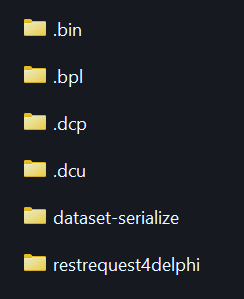 .bin
.bpl
.dcp
.dcu
dataset-serialize
restrequest4delphi